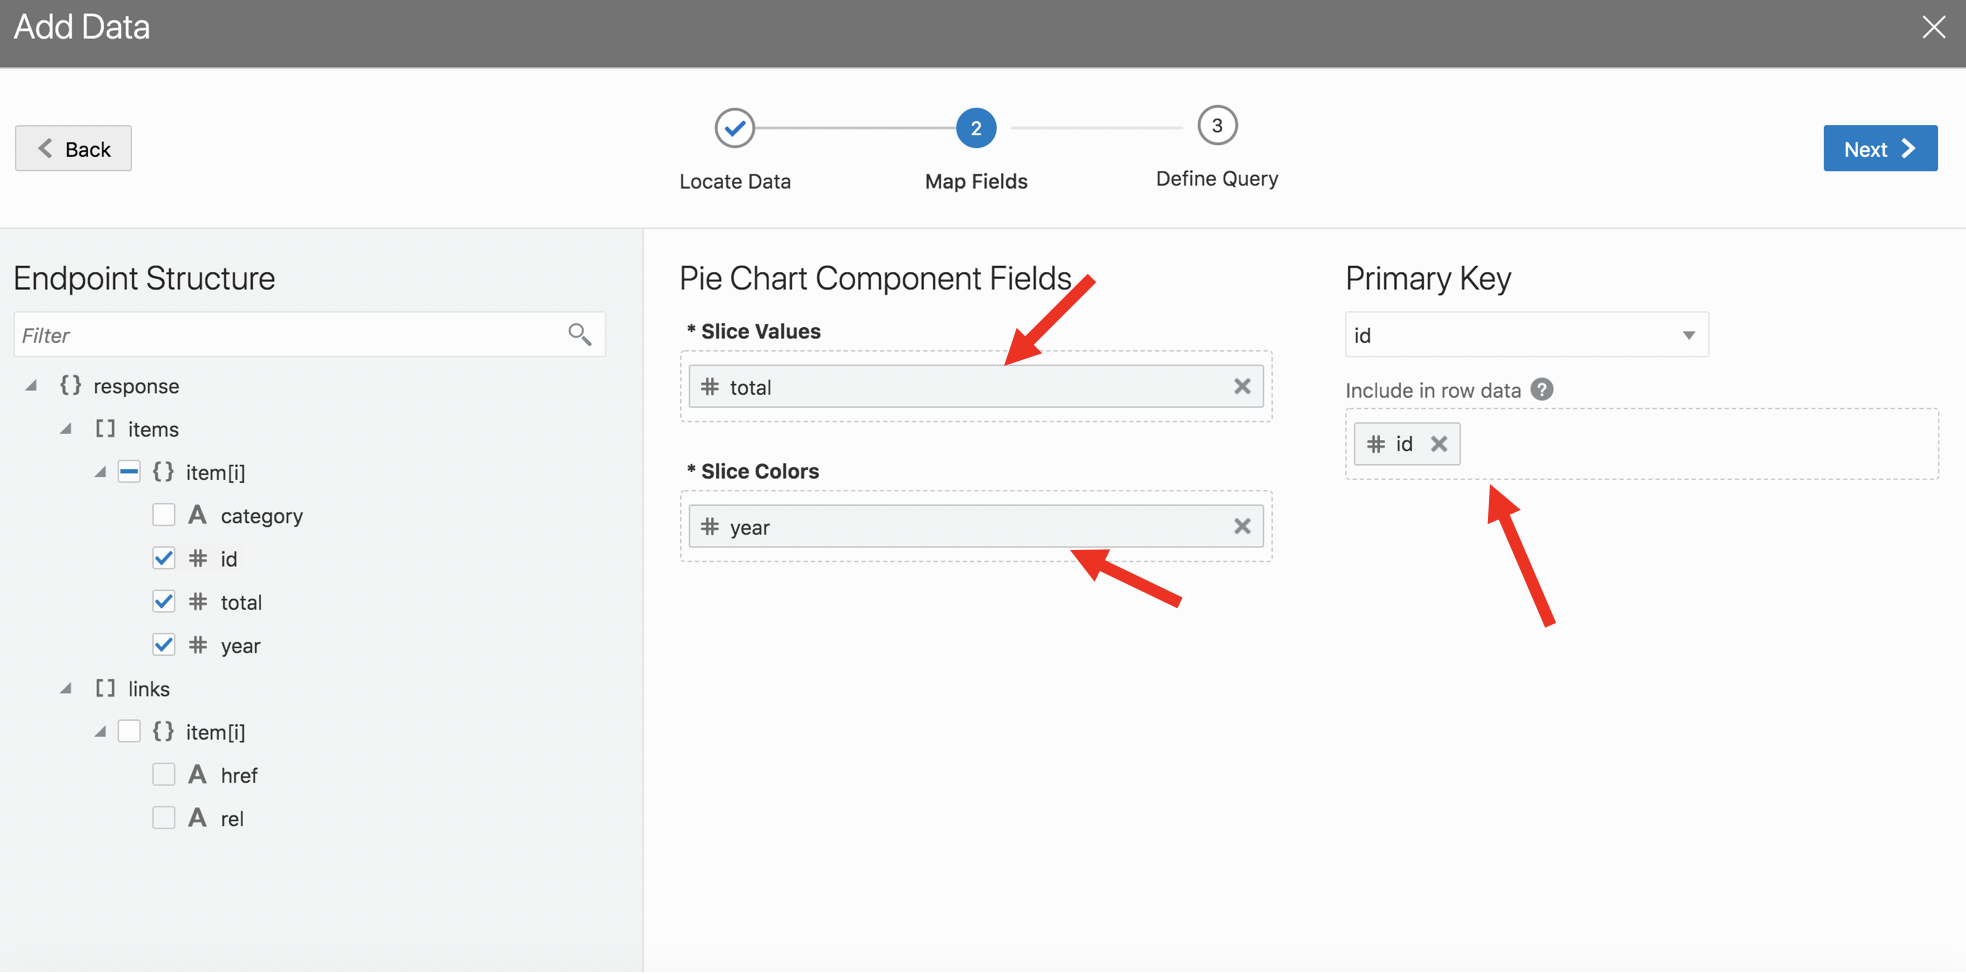 Add Data
Back
2
3
Next
Locate Data
Map Fields
Define Query
Endpoint Structure
Filter
{} response
[] items
{} item[i]
A category
# id
# total
# year
[] links
{} item[i]
A href
A rel
Pie Chart Component Fields
* Slice Values
# total
* Slice Colors
# year
Primary Key
id
Include in row data ?
# id